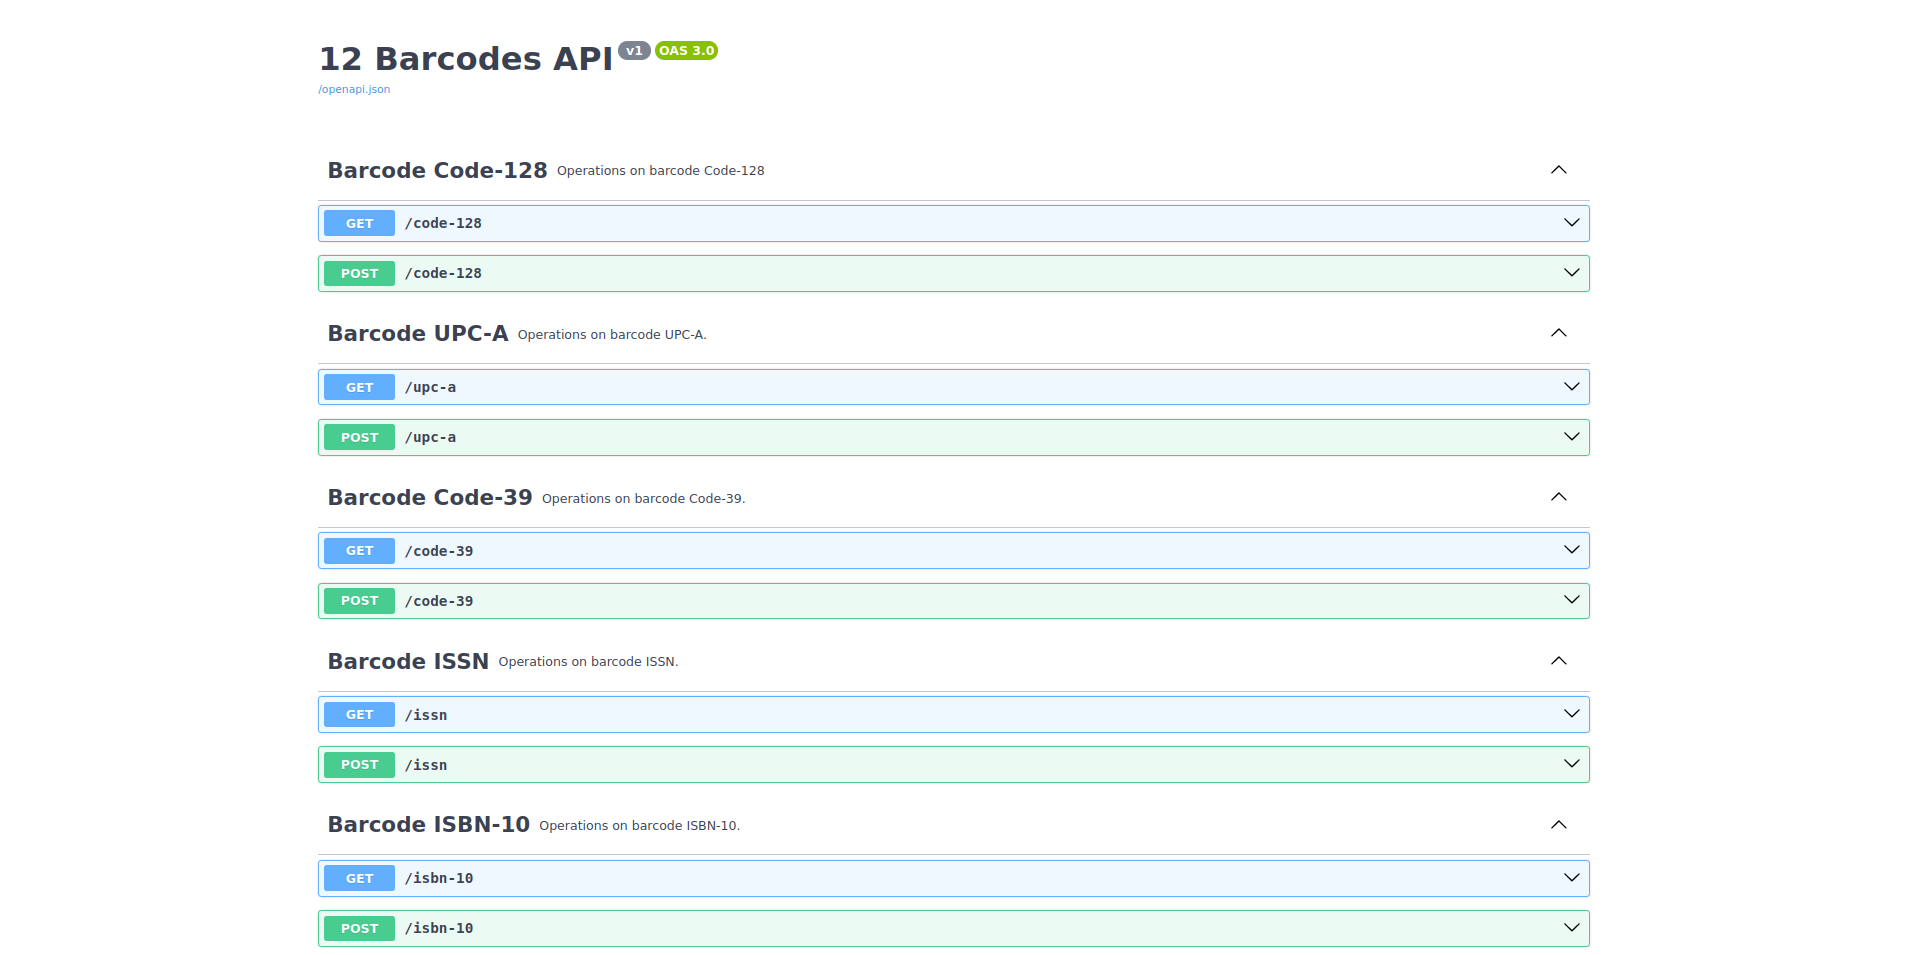 12 Barcodes API v1 OAS 3.0
/openapi.json
Barcode Code-128 Operations on barcode Code-128
GET /code-128
POST /code-128
Barcode UPC-A Operations on barcode UPC-A.
GET /upc-a
POST /upc-a
Barcode Code-39 Operations on barcode Code-39.
GET /code-39
POST /code-39
Barcode ISSN Operations on barcode ISSN.
GET /issn
POST /issn
Barcode ISBN-10 Operations on barcode ISBN-10.
GET /isbn-10
POST /isbn-10